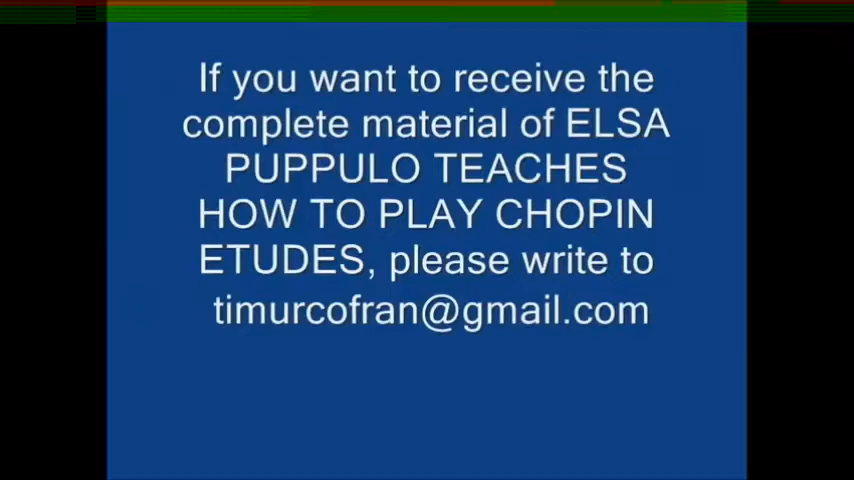 If you want to receive the
complete material of ELSA
PUPPULO TEACHES
HOW TO PLAY CHOPIN
ETUDES, please write to
timurcofran@gmail.com